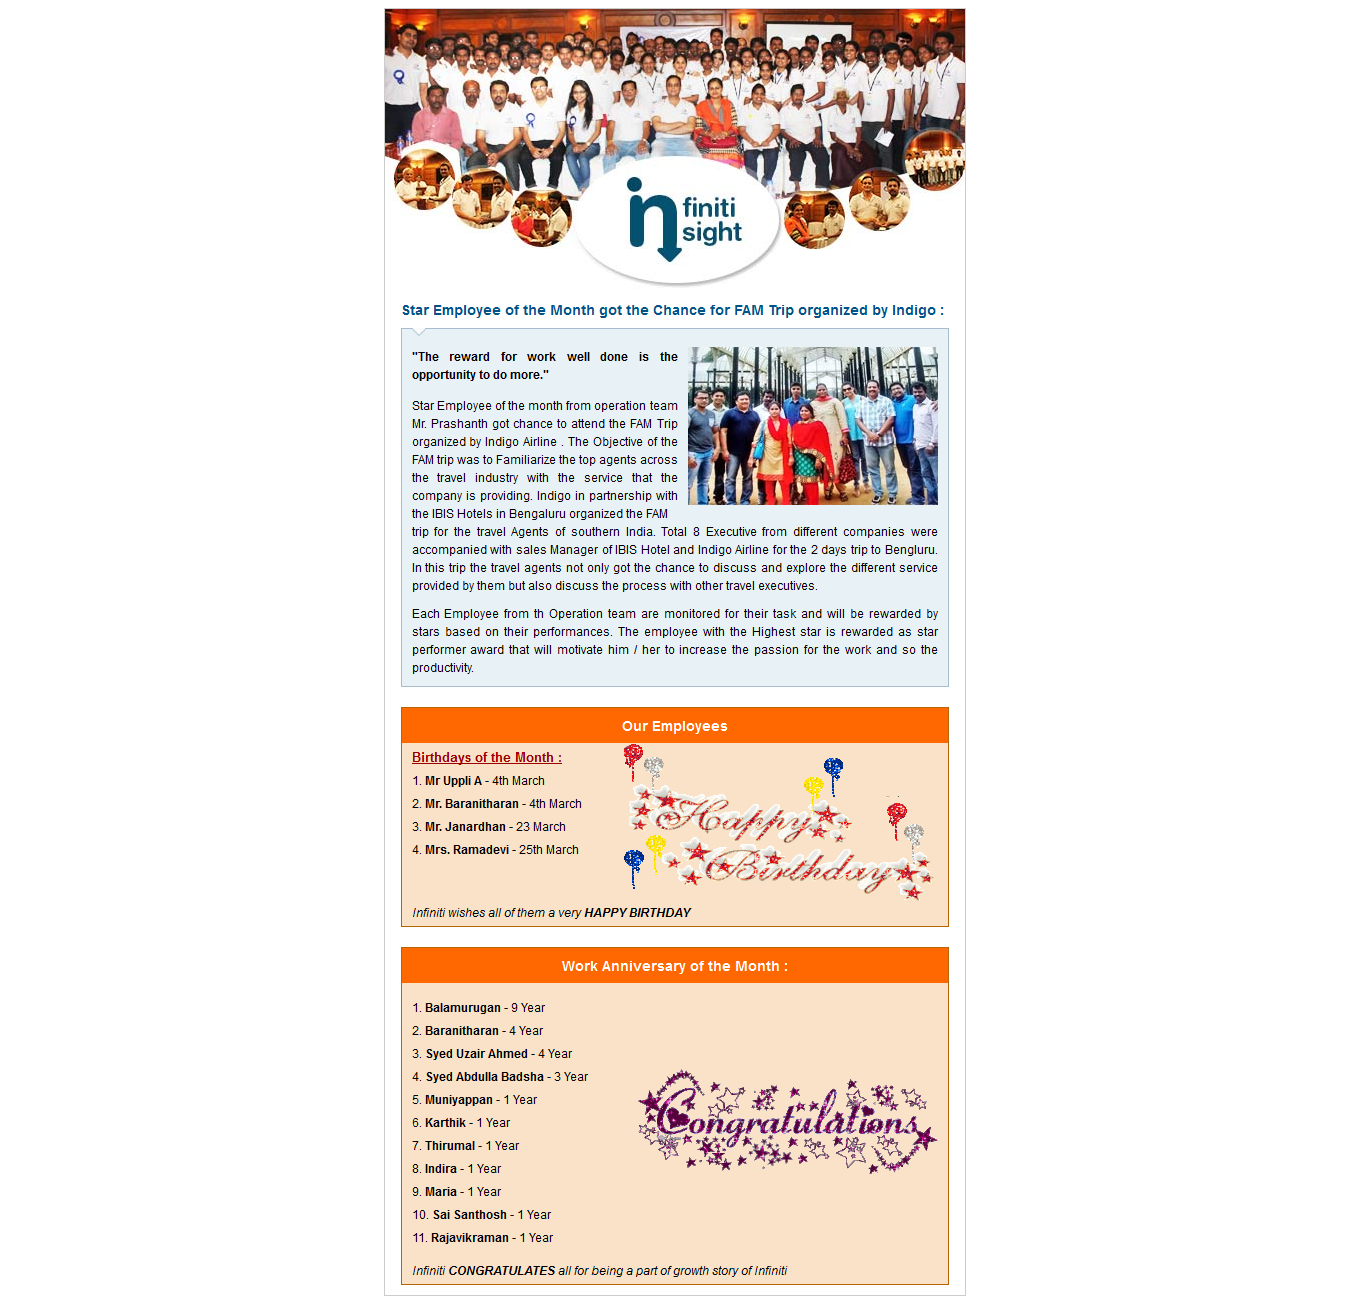 in finiti
sight
Star Employee of the Month got the Chance for FAM Trip organized by Indigo :
"The reward for work well done is the
opportunity to do more."
Star Employee of the month from operation team
Mr. Prashanth got chance to attend the FAM Trip
organized by Indigo Airline . The Objective of the
FAM trip was to Familiarize the top agents across
the travel industry with the service that the
company is providing. Indigo in partnership with
the IBIS Hotels in Bengaluru organized the FAM
trip for the travel Agents of southern India. Total 8 Executive from different companies were
accompanied with sales Manager of IBIS Hotel and Indigo Airline for the 2 days trip to Bengluru.
In this trip the travel agents not only got the chance to discuss and explore the different service
provided by them but also discuss the process with other travel executives.
Each Employee from th Operation team are monitored for their task and will be rewarded by
stars based on their performances. The employee with the Highest star is rewarded as star
performer award that will motivate him / her to increase the passion for the work and so the
productivity.
Our Employees
Birthdays of the Month :
1. Mr Uppli A - 4th March
2. Mr. Baranitharan - 4th March
3. Mr. Janardhan - 23 March
4. Mrs. Ramadevi - 25th March
Happy
Birthday
Infiniti wishes all of them a very HAPPY BIRTHDAY
Work Anniversary of the Month :
1. Balamurugan - 9 Year
2. Baranitharan - 4 Year
3. Syed Uzair Ahmed - 4 Year
4. Syed Abdulla Badsha - 3 Year
5. Muniyappan - 1 Year
6. Karthik - 1 Year
7. Thirumal - 1 Year
8. Indira - 1 Year
9. Maria - 1 Year
10. Sai Santhosh - 1 Year
11. Rajavikraman - 1 Year
Congratulations
Infiniti CONGRATULATES all for being a part of growth story of Infiniti